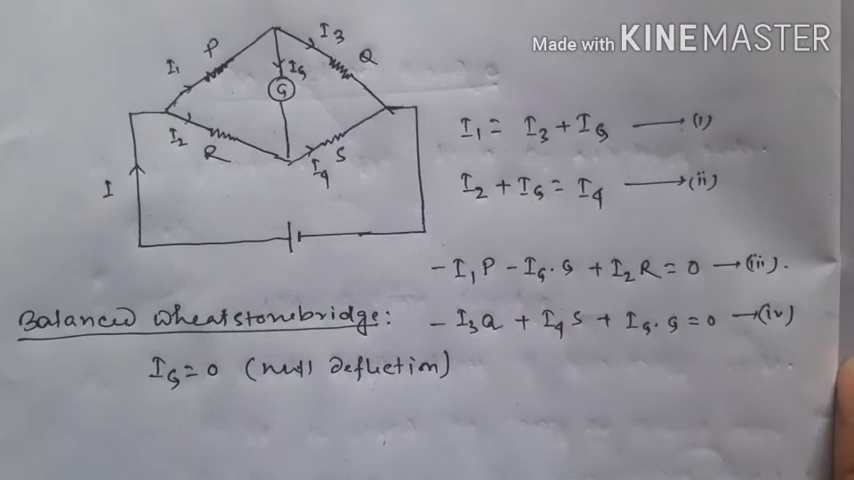 Made with KINEMASTER
I₃
P
Q
I₁
I_G
G
I₂
R
S
I₄
I
I₁ = I₃ + I_G ⟶ (i)
I₂ + I_G = I₄ ⟶ (ii)
- I₁P - I_G·G + I₂R = 0 ⟶ (iii).
Balanced wheatstonebridge: - I₃Q + I₄S + I_G·G = 0 ⟶ (iv)
I_G = 0 (null deflection)